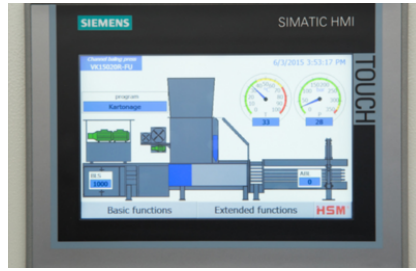 SIEMENS
SIMATIC HMI
TOUCH
Channel baling press
VK15020R-FU
6/3/2015 3:53:17 PM
program
Kartonage
33
28
1000
0
Basic functions
Extended functions
HSM